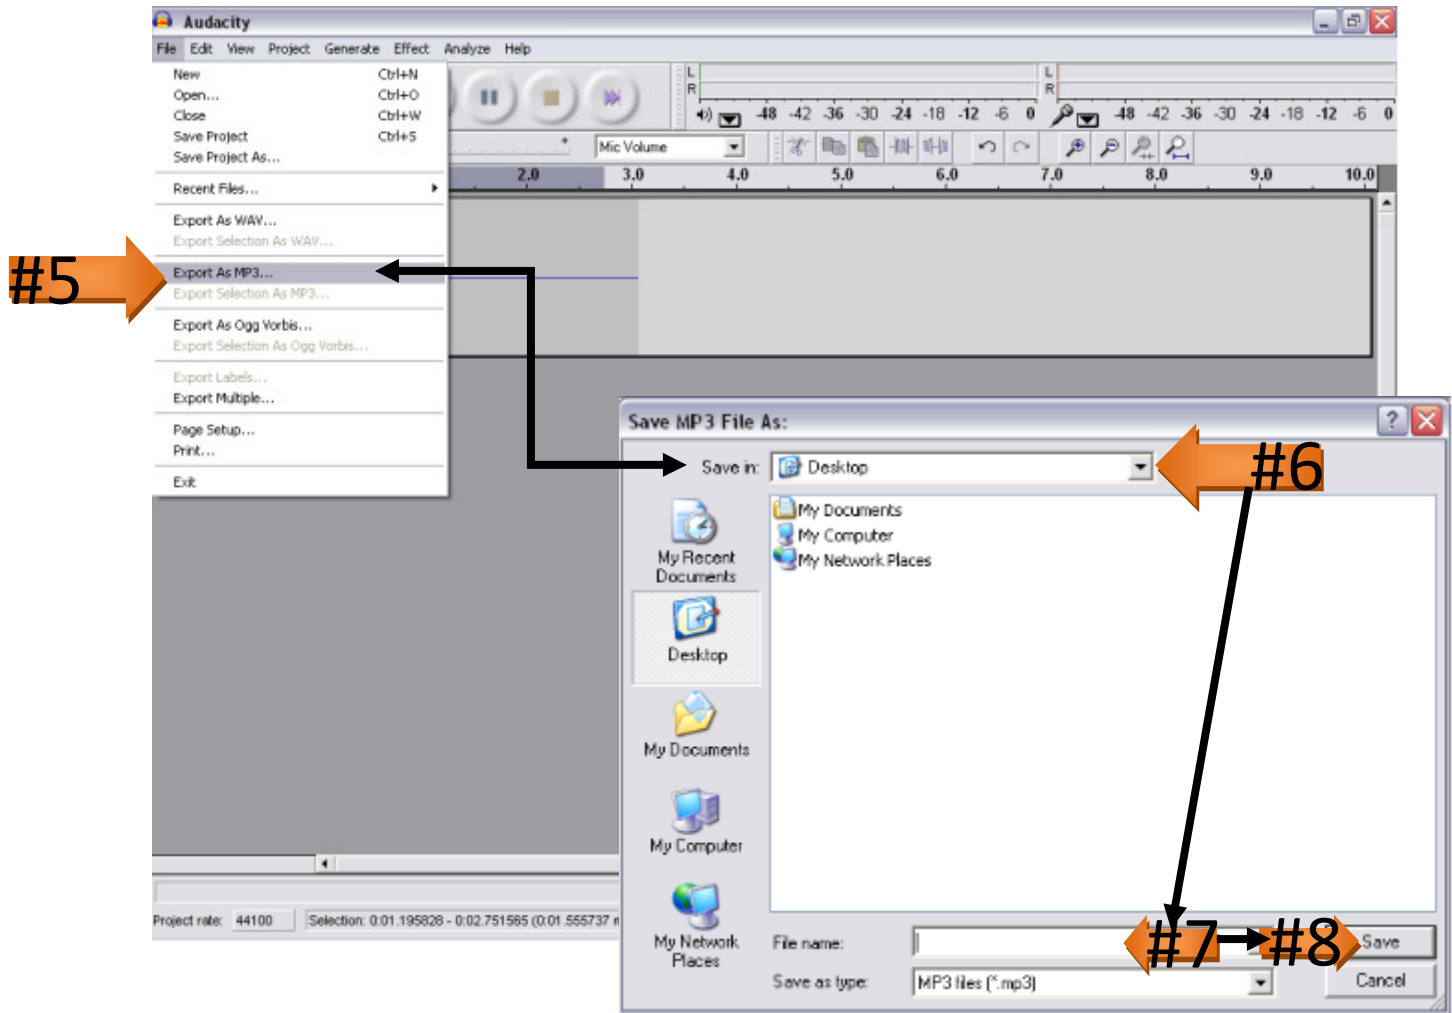 Audacity
File Edit View Project Generate Effect Analyze Help
New Ctrl+N
Open... Ctrl+O
Close Ctrl+W
Save Project Ctrl+S
Save Project As...
Recent Files...
Export As WAV...
Export Selection As WAV...
#5
Export As MP3...
Export Selection As MP3...
Export As Ogg Vorbis...
Export Selection As Ogg Vorbis...
Export Labels...
Export Multiple...
Page Setup...
Print...
Exit
L L
R R
-48 -42 -36 -30 -24 -18 -12 -6 0 -48 -42 -36 -30 -24 -18 -12 -6 0
Mic Volume
2.0 3.0 4.0 5.0 6.0 7.0 8.0 9.0 10.0
Save MP3 File As: ?
Save in: Desktop #6
My Documents
My Computer
My Network Places
My Recent
Documents
Desktop
My Documents
My Computer
My Network
Places
File name: #7 #8 Save
Save as type: MP3 files (*.mp3) Cancel
Project rate: 44100 Selection: 0:01.195828 - 0:02.751565 (0:01.555737